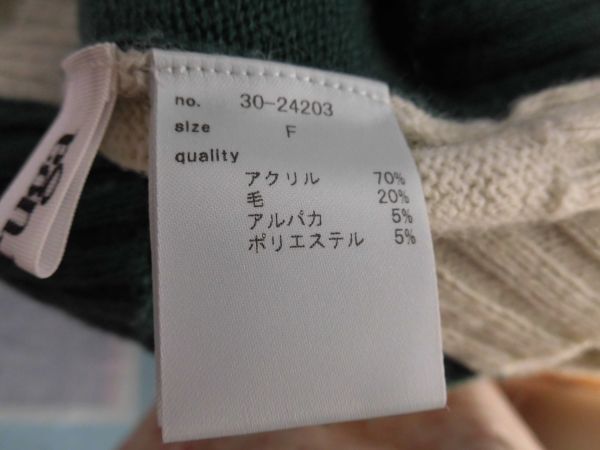 no. 30-24203
size F
quality
アクリル 70%
毛 20%
アルパカ 5%
ポリエステル 5%